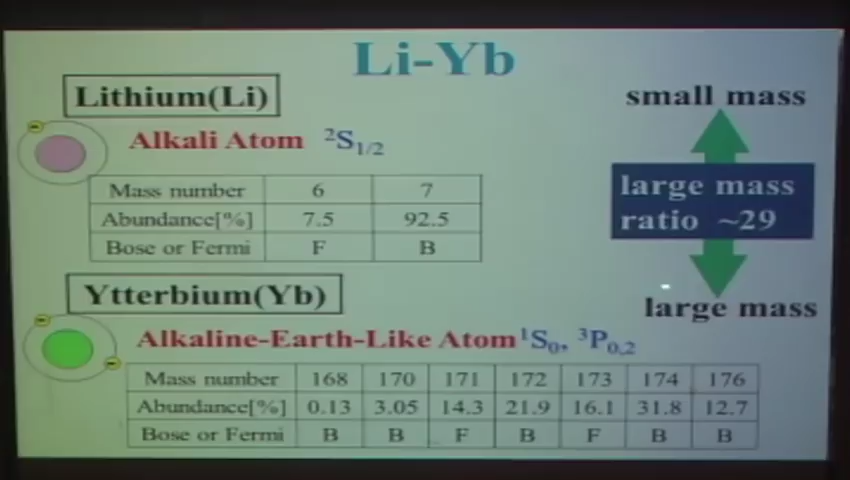 Li-Yb
Lithium(Li)
small mass
Alkali Atom ²S₁/₂
Mass number 6 7
Abundance[%] 7.5 92.5
Bose or Fermi F B
large mass
ratio ~29
Ytterbium(Yb)
large mass
Alkaline-Earth-Like Atom ¹S₀, ³P₀,₂
Mass number 168 170 171 172 173 174 176
Abundance[%] 0.13 3.05 14.3 21.9 16.1 31.8 12.7
Bose or Fermi B B F B F B B